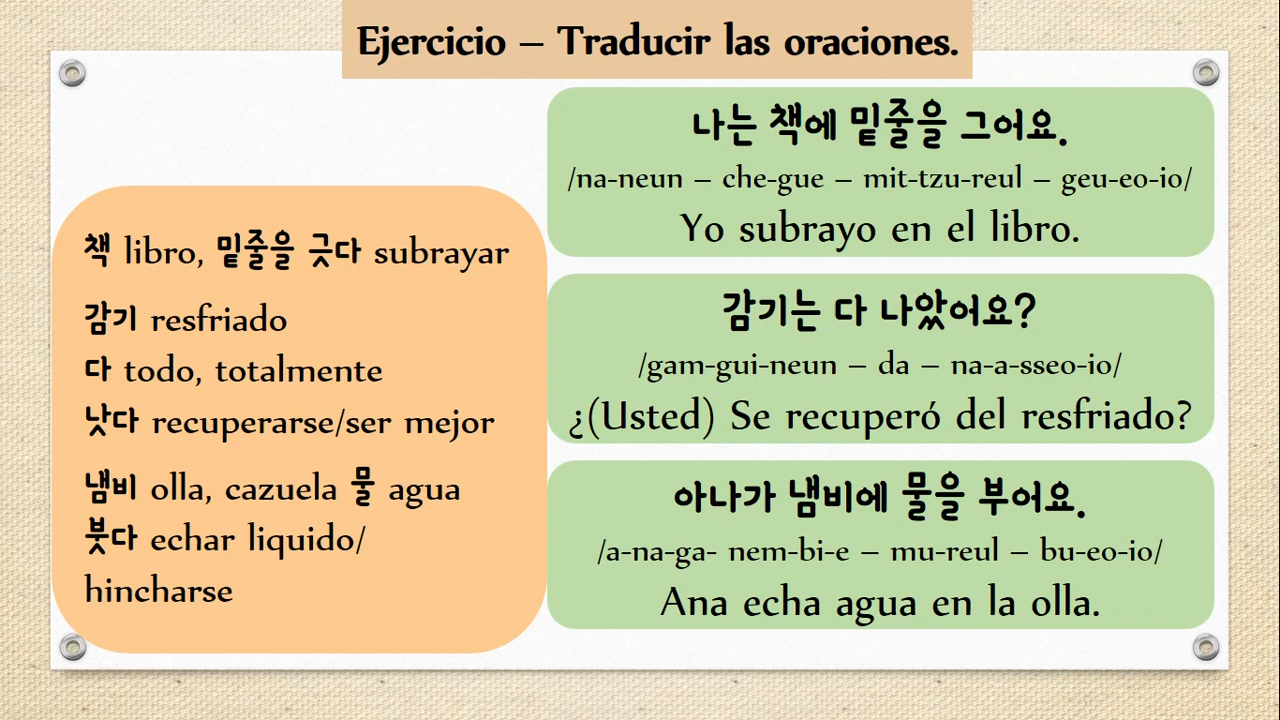 Ejercicio – Traducir las oraciones.
책 libro, 밑줄을 긋다 subrayar
감기 resfriado
다 todo, totalmente
낫다 recuperarse/ser mejor
냄비 olla, cazuela 물 agua
붓다 echar liquido/
hincharse
나는 책에 밑줄을 그어요.
/na-neun – che-gue – mit-tzu-reul – geu-eo-io/
Yo subrayo en el libro.
감기는 다 나았어요?
/gam-gui-neun – da – na-a-sseo-io/
¿(Usted) Se recuperó del resfriado?
아나가 냄비에 물을 부어요.
/a-na-ga- nem-bi-e – mu-reul – bu-eo-io/
Ana echa agua en la olla.